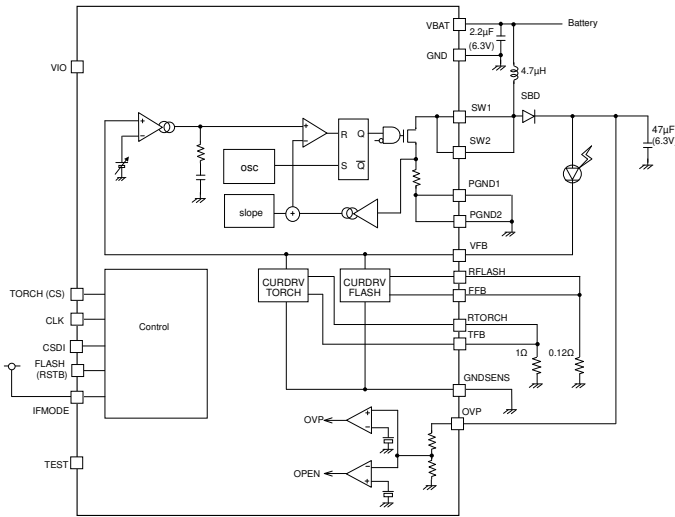 VBAT
Battery
2.2µF
(6.3V)
GND
VIO
4.7µH
SBD
SW1
47µF
(6.3V
+
−
+
−
R
Q
S
Q
osc
SW2
PGND1
slope
+
PGND2
VFB
CURDRV
TORCH
CURDRV
FLASH
RFLASH
FFB
TORCH (CS)
CLK
Control
RTORCH
TFB
CSDI
1Ω
0.12Ω
FLASH
(RSTB)
GNDSENS
IFMODE
OVP
OVP
+
−
TEST
OPEN
−
+